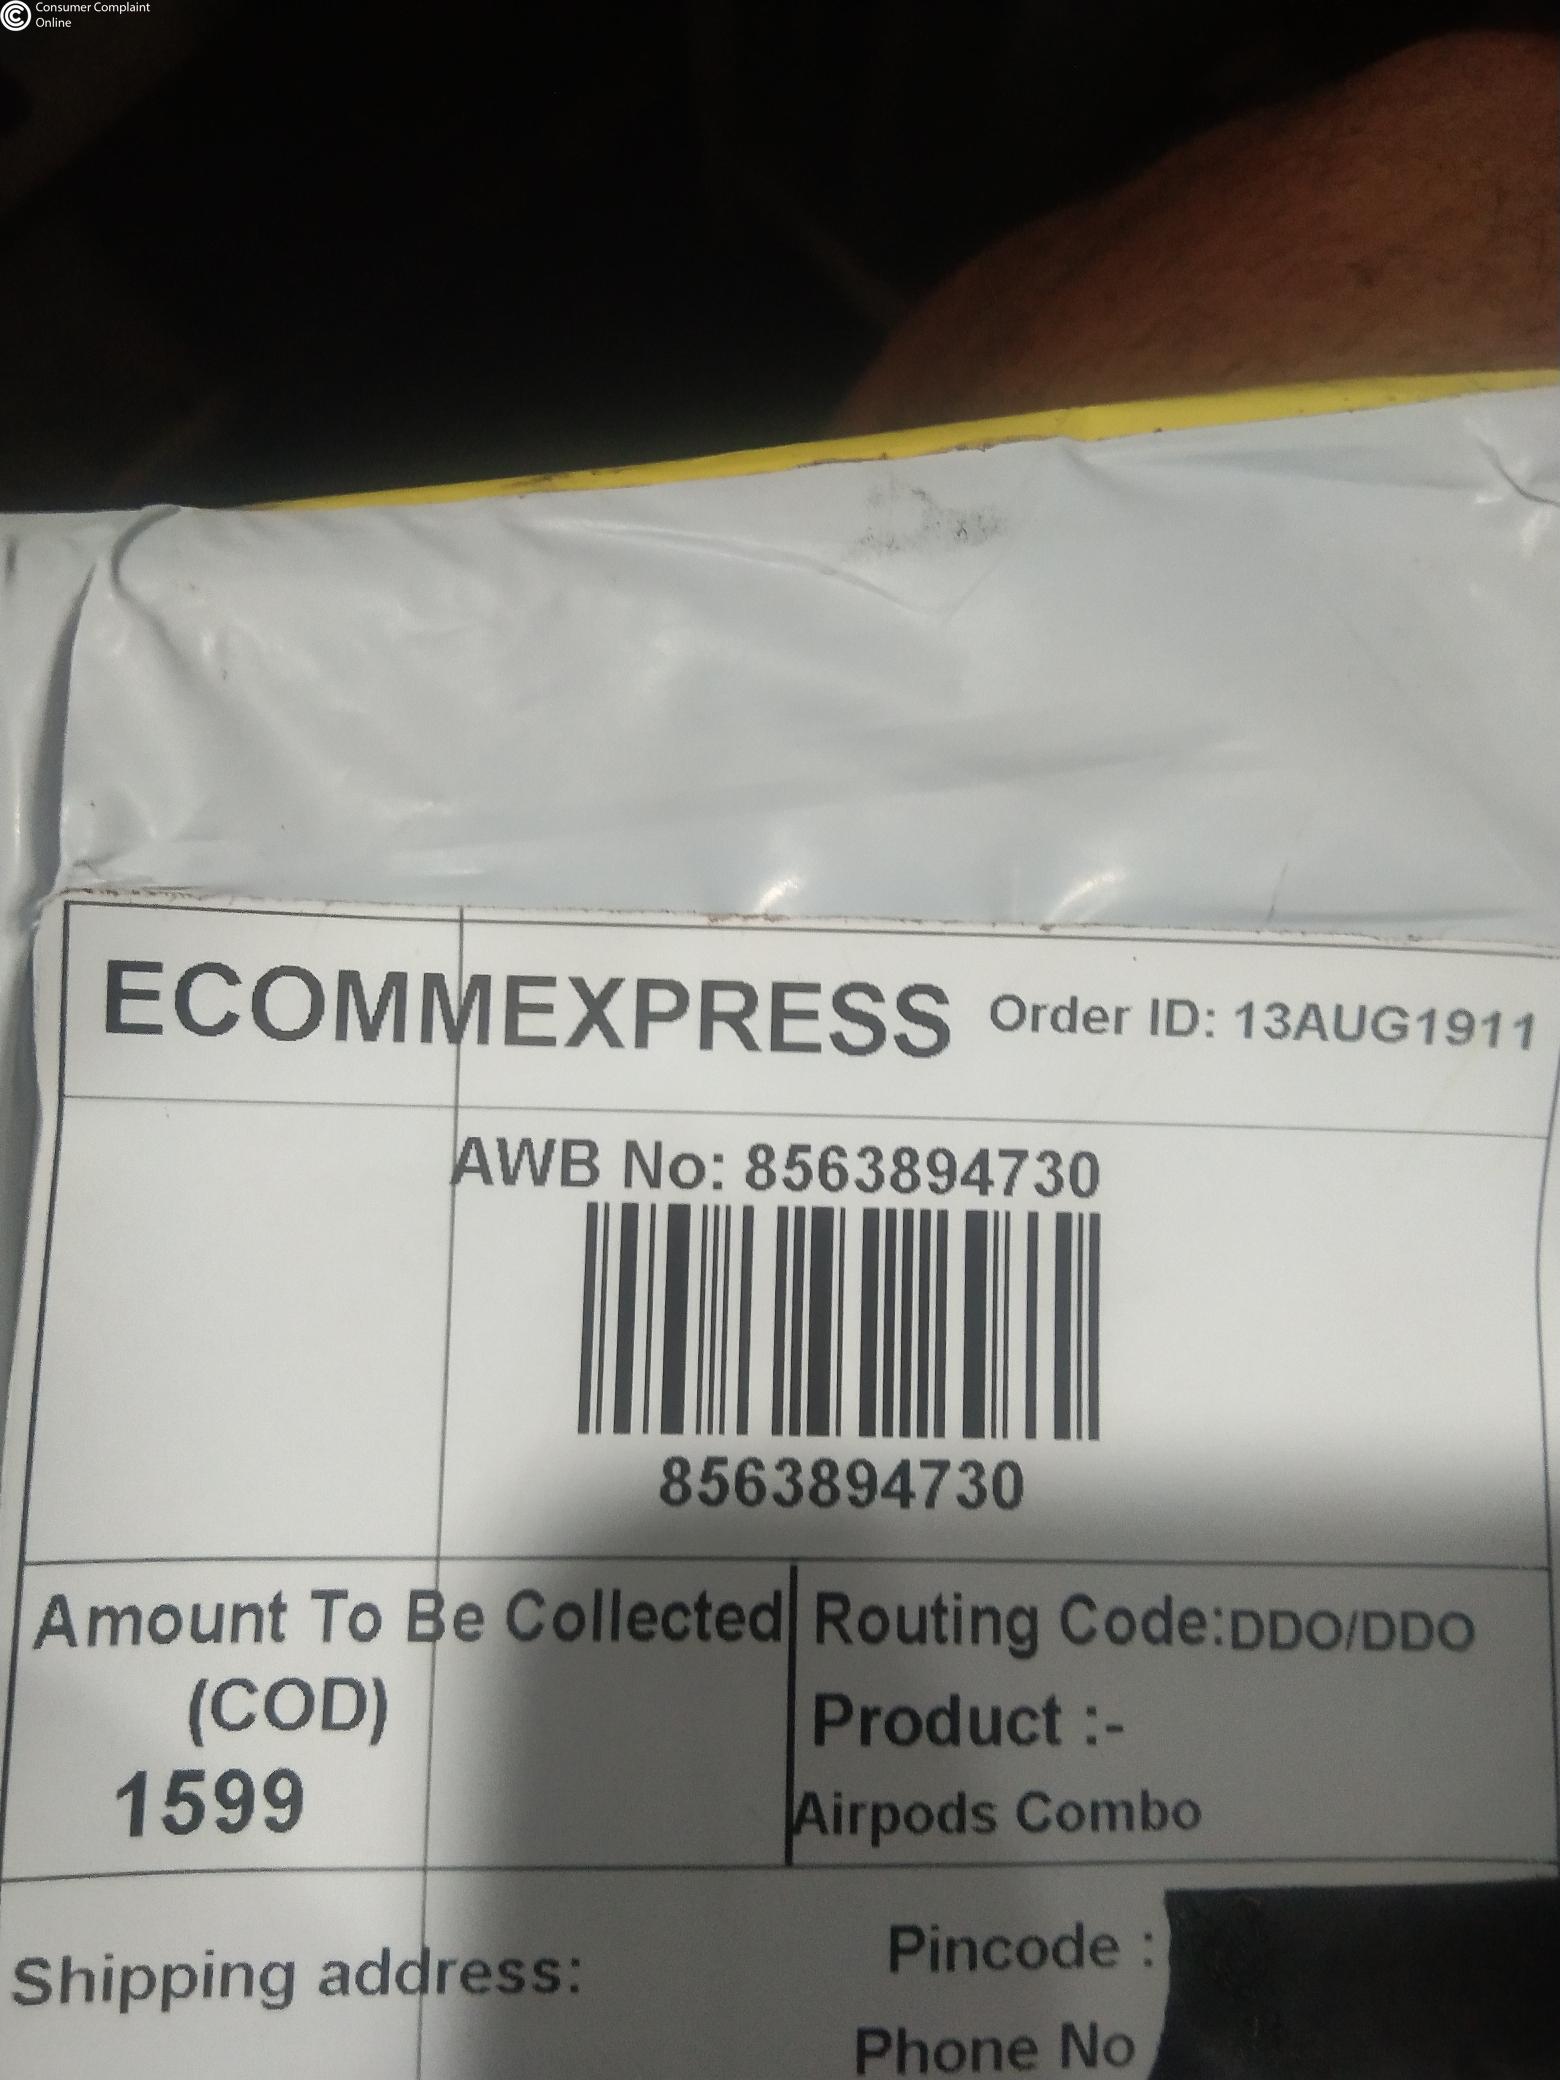 Consumer Complaint
Online
ECOMMEXPRESS Order ID: 13AUG1911
AWB No: 8563894730
8563894730
Amount To Be Collected
(COD)
1599
Routing Code:DDO/DDO
Product :-
Airpods Combo
Shipping address:
Pincode :
Phone No